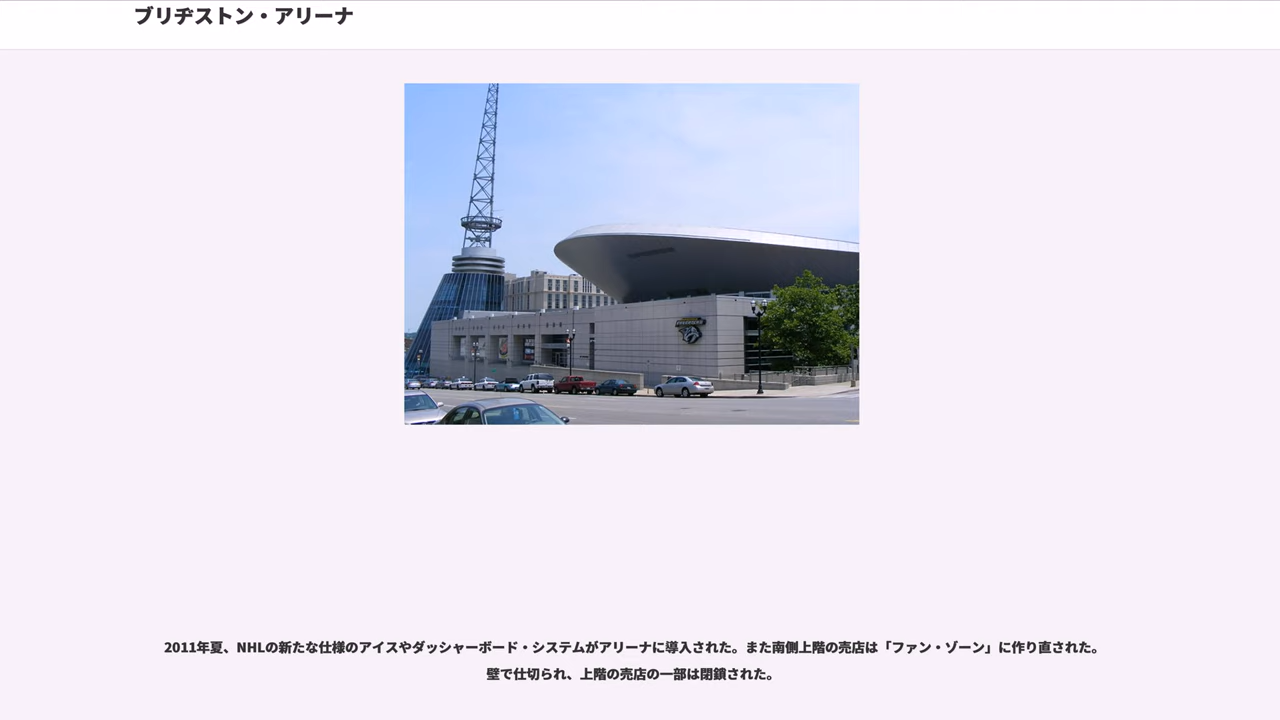 ブリヂストン・アリーナ
2011年夏、NHLの新たな仕様のアイスやダッシャーボード・システムがアリーナに導入された。また南側上階の売店は「ファン・ゾーン」に作り直された。
壁で仕切られ、上階の売店の一部は閉鎖された。